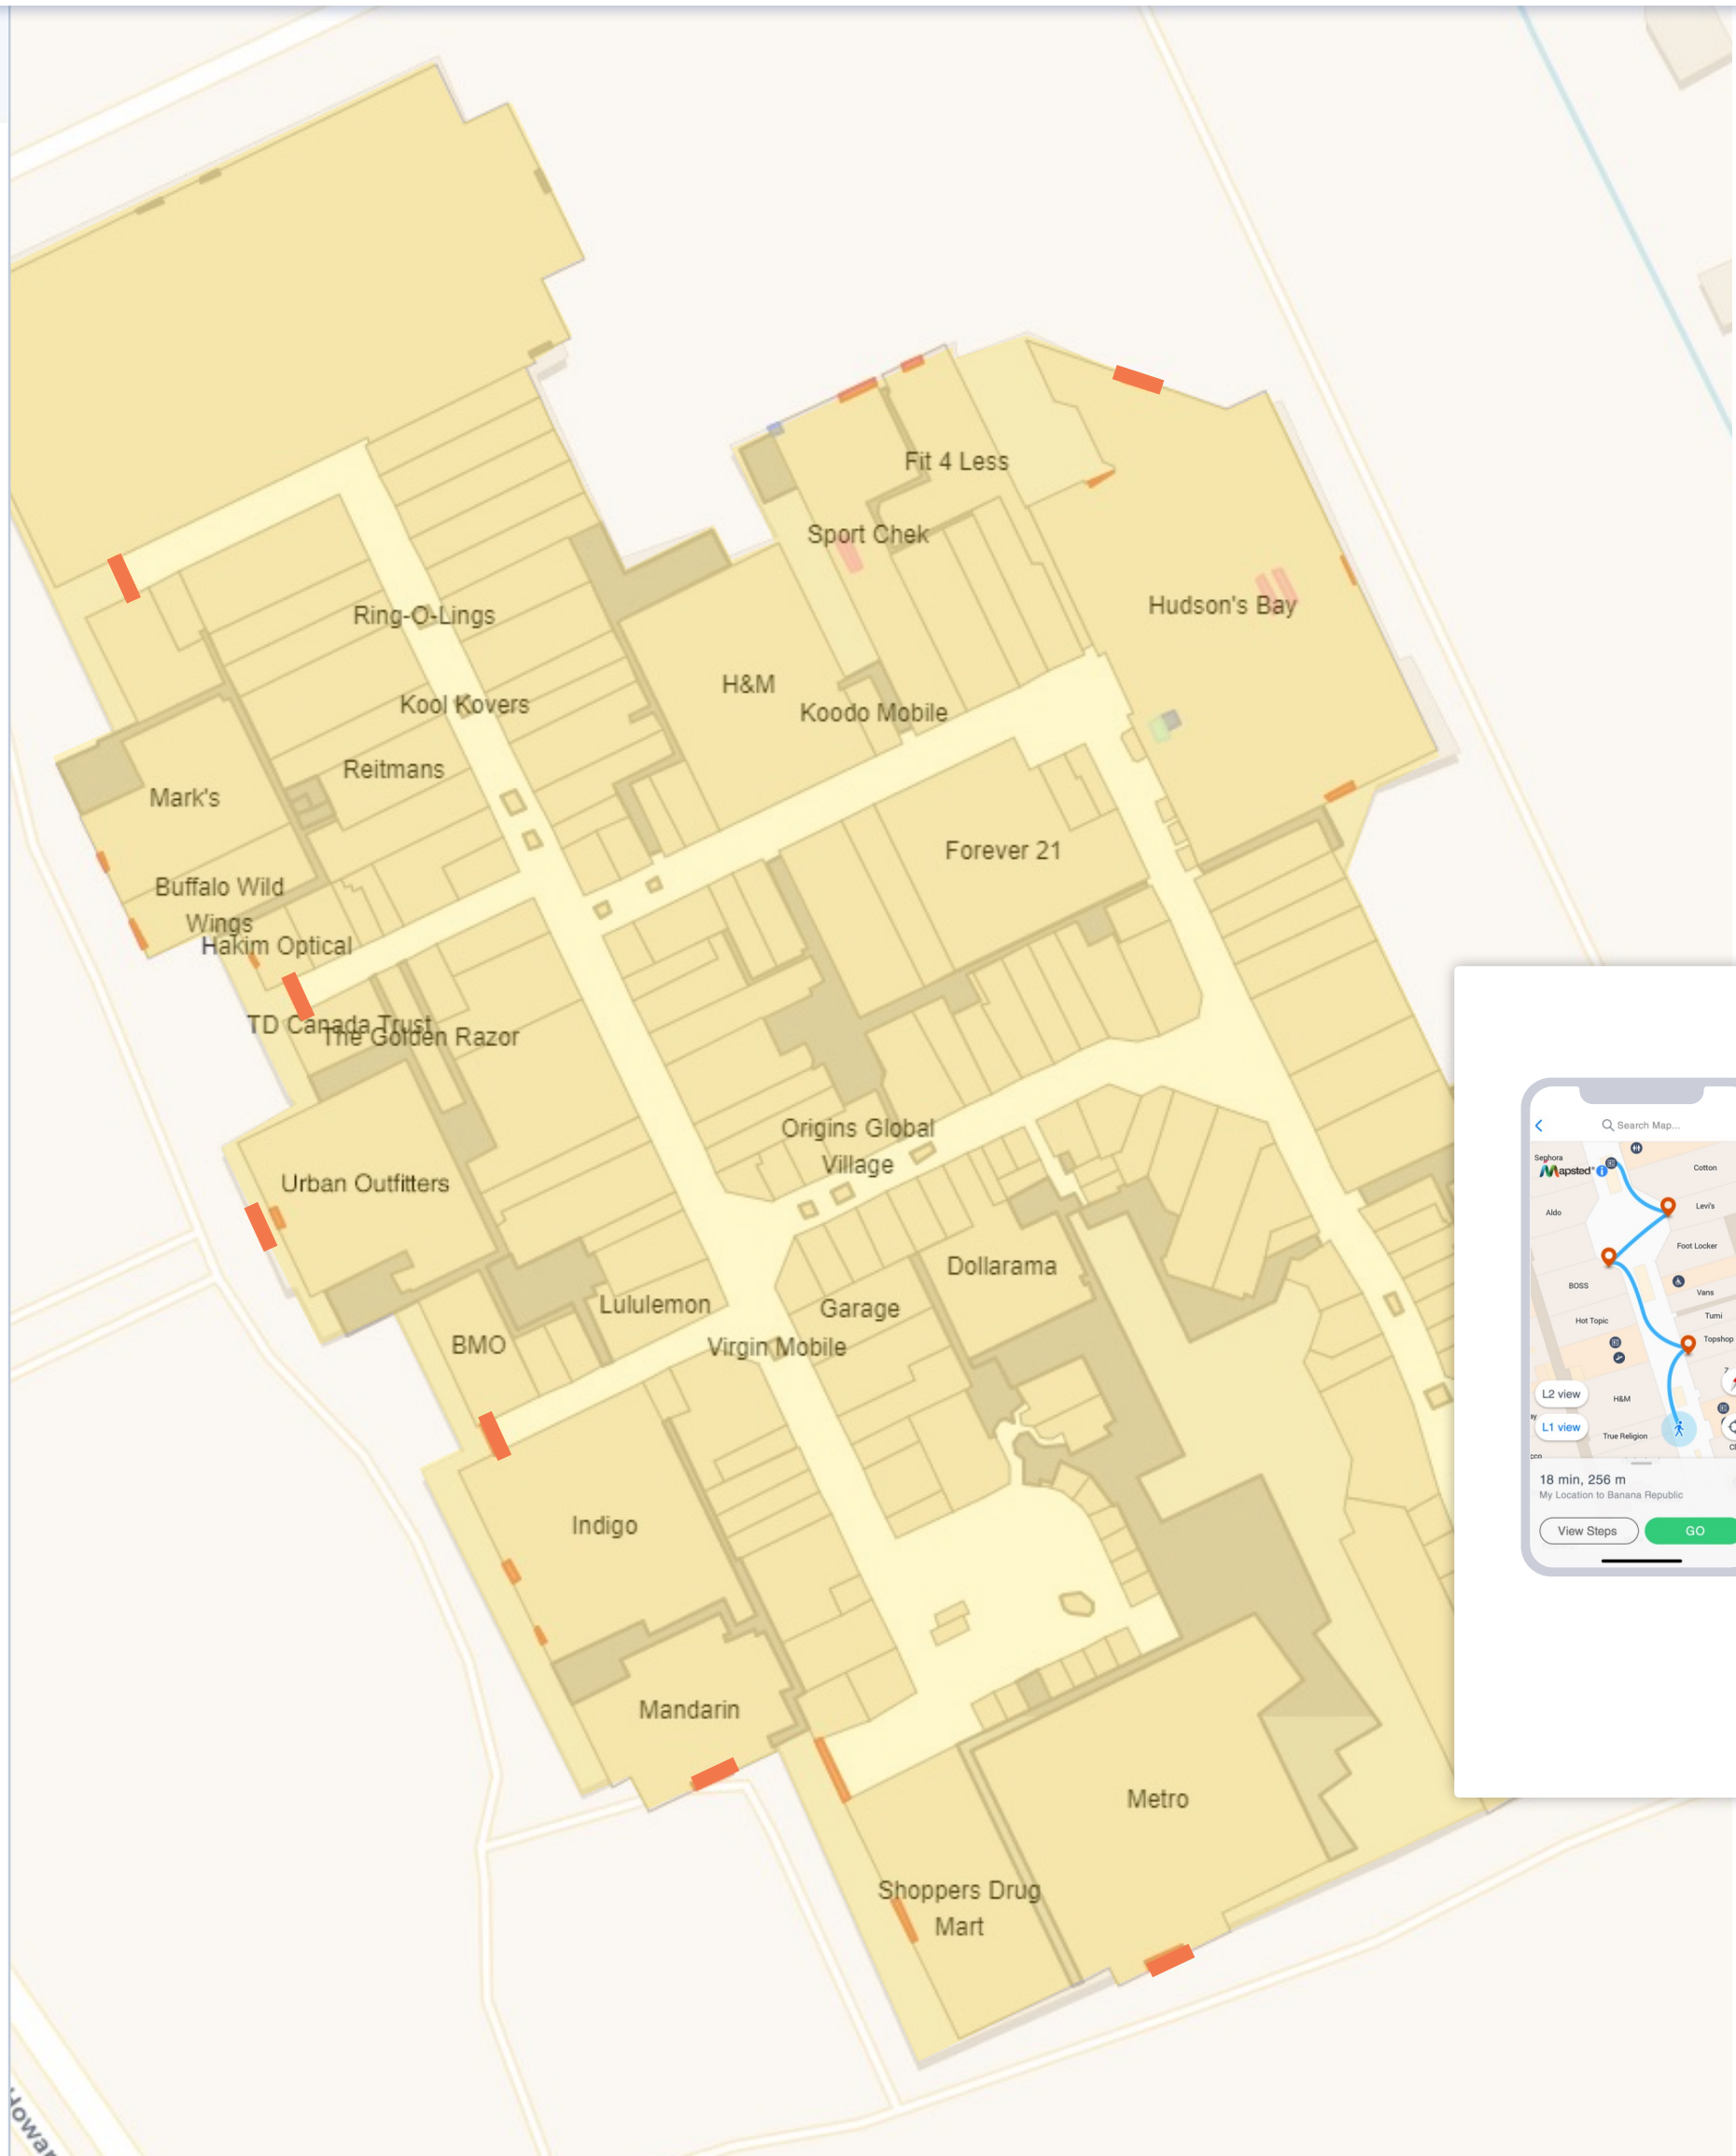 Fit 4 Less
Sport Chek
Hudson's Bay
Ring-O-Lings
H&M
Kool Kovers
Koodo Mobile
Reitmans
Mark's
Forever 21
Buffalo Wild
Wings
Hakim Optical
TD Canada Trust
The Golden Razor
Origins Global
Village
Urban Outfitters
Dollarama
Lululemon
Garage
BMO
Virgin Mobile
Indigo
Mandarin
Metro
Shoppers Drug
Mart
Search Map...
Sephora
Mapsted
Cotton
Aldo
Levi's
Foot Locker
BOSS
Vans
Hot Topic
Tumi
Topshop
L2 view
H&M
L1 view
True Religion
18 min, 256 m
My Location to Banana Republic
View Steps
GO